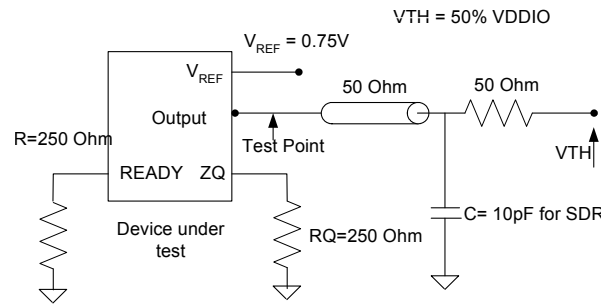 VTH = 50% VDDIO
VREF = 0.75V
VREF
50 Ohm
50 Ohm
Output
R=250 Ohm
Test Point
READY
ZQ
VTH
Device under
test
RQ=250 Ohm
C= 10pF for SDR